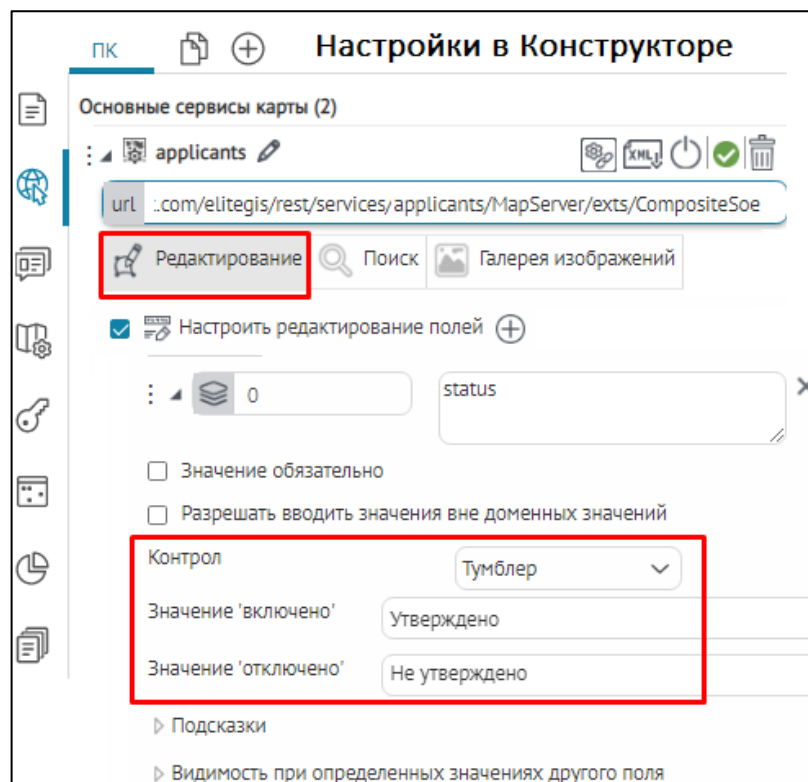 ПК Настройки в Конструкторе
Основные сервисы карты (2)
applicants XML
url :.com/elitegis/rest/services/applicants/MapServer/exts/CompositeSoe
Редактирование Поиск Галерея изображений
Настроить редактирование полей
0 status
Значение обязательно
Разрешать вводить значения вне доменных значений
Контрол Тумблер
Значение 'включено' Утверждено
Значение 'отключено' Не утверждено
Подсказки
Видимость при определенных значениях другого поля